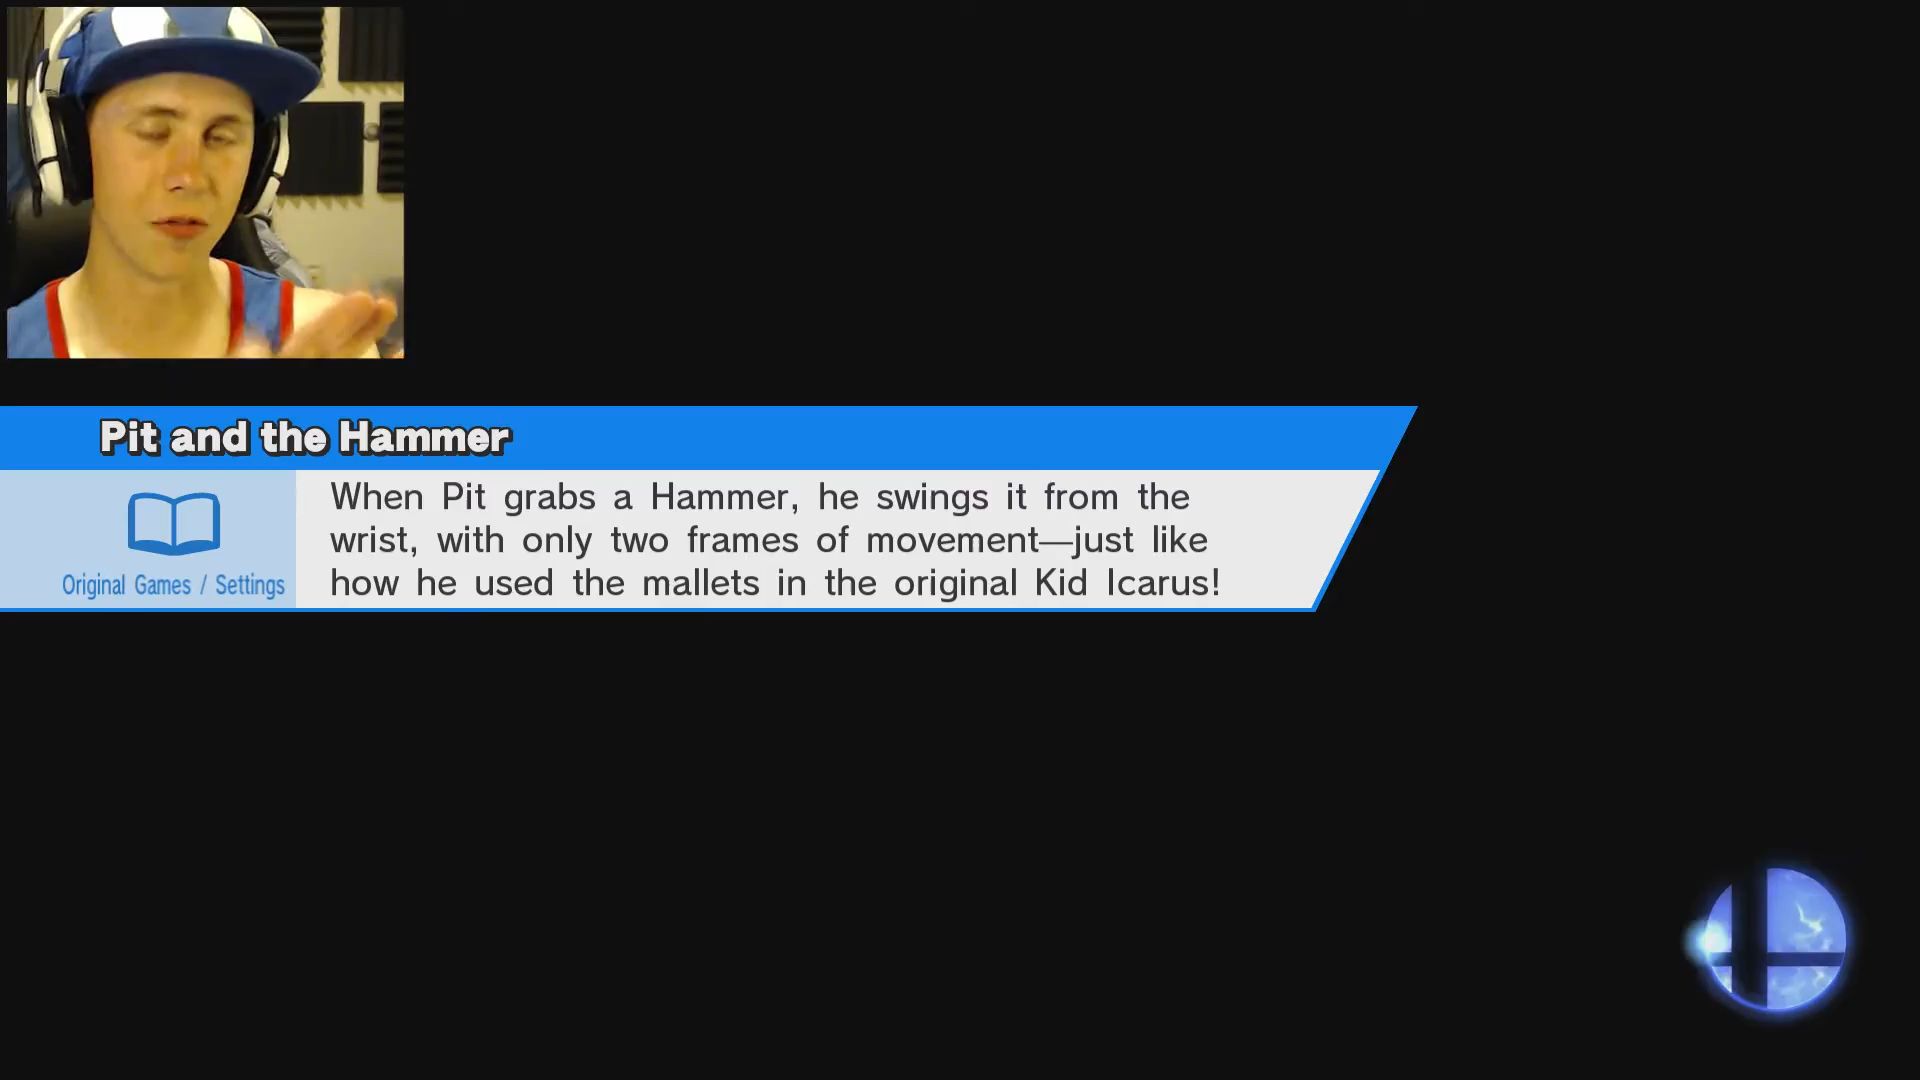 Pit and the Hammer
When Pit grabs a Hammer, he swings it from the
wrist, with only two frames of movement—just like
how he used the mallets in the original Kid Icarus!
Original Games / Settings